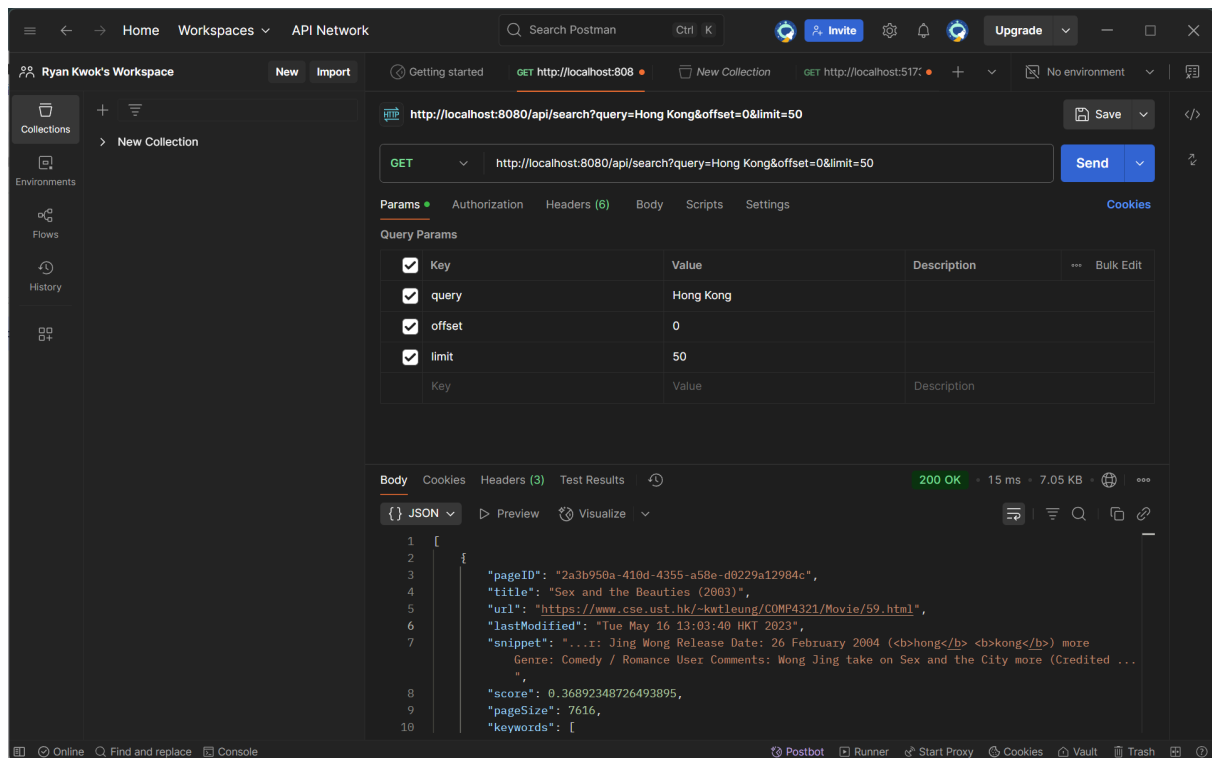 Home Workspaces API Network Search Postman Ctrl K Invite Upgrade
Ryan Kwok's Workspace New Import Getting started GET http://localhost:808 New Collection GET http://localhost:517: No environment
Collections
Environments
Flows
History
New Collection
HTTP http://localhost:8080/api/search?query=Hong Kong&offset=0&limit=50 Save
GET http://localhost:8080/api/search?query=Hong Kong&offset=0&limit=50 Send
Params Authorization Headers (6) Body Scripts Settings Cookies
Query Params
Key Value Description Bulk Edit
query Hong Kong
offset 0
limit 50
Key Value Description
Body Cookies Headers (3) Test Results 200 OK 15 ms 7.05 KB
{} JSON Preview Visualize
1 [
2 {
3 "pageID": "2a3b950a-410d-4355-a58e-d0229a12984c",
4 "title": "Sex and the Beauties (2003)",
5 "url": "https://www.cse.ust.hk/~kwtleung/COMP4321/Movie/59.html",
6 "lastModified": "Tue May 16 13:03:40 HKT 2023",
7 "snippet": "...r: Jing Wong Release Date: 26 February 2004 (<b>hong</b> <b>kong</b>) more
Genre: Comedy / Romance User Comments: Wong Jing take on Sex and the City more (Credited ...
",
8 "score": 0.36892348726493895,
9 "pageSize": 7616,
10 "keywords": [
Online Find and replace Console Postbot Runner Start Proxy Cookies Vault Trash